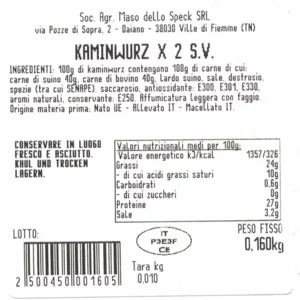 Soc. Agr. Maso dello Speck SRL
via Pozze di Sopra, 2 - Daiano - 38030 Ville di Fiemme (TN)
KAMINWURZ X 2 S.V.
INGREDIENTI: 100g di kaminwurz contengono 108g di carne di cui:
carne di suino 40g, carne di bovino 40g. Lardo suino, sale, destrosio,
spezie (tra cui SENAPE), saccarosio, antiossidante: E300, E301, E330,
aromi naturali, conservante: E250. Affumicatura leggera con faggio.
Origine materia prima: Nato UE - Allevato IT - Macellato IT.
CONSERVARE IN LUOGO
FRESCO E ASCIUTTO.
KHUL UND TROCKEN
LAGERN.
Valori nutrizionali medi per 100g:
Valore energetico kJ/kcal 1357/326
Grassi 24g
- di cui acidi grassi saturi 10g
Carboidrati 0,6g
- di cui zuccheri 0g
Proteine 27g
Sale 3,2g
LOTTO:
IT
P3E3F
CE
PESO FISSO
0,160kg
Tara kg
0.010
2 500450 001605